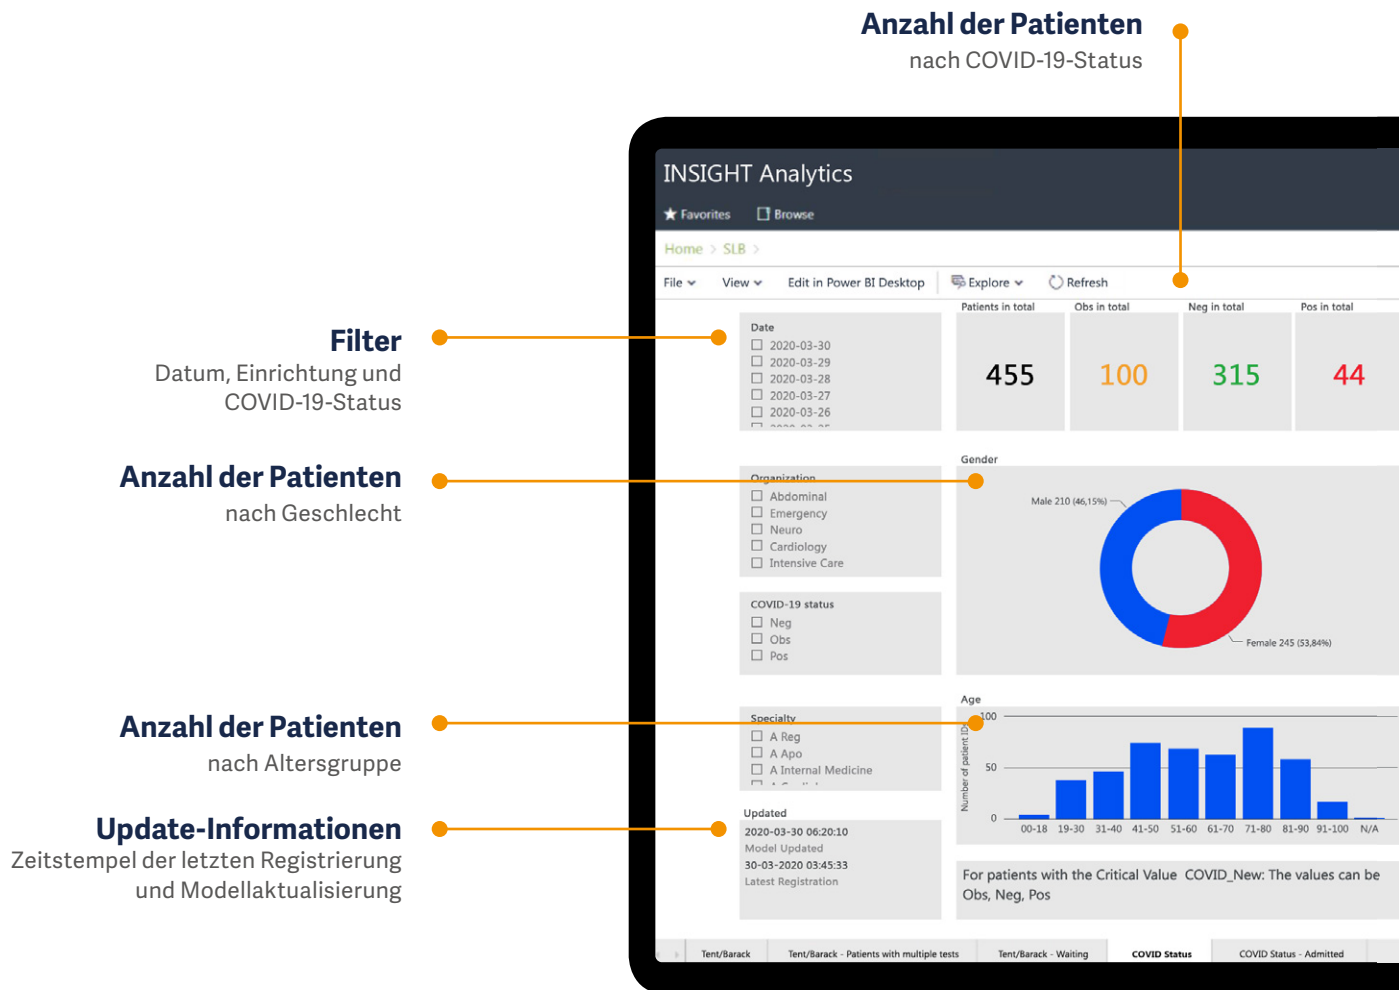 Anzahl der Patienten
nach COVID-19-Status
Filter
Datum, Einrichtung und
COVID-19-Status
Anzahl der Patienten
nach Geschlecht
Anzahl der Patienten
nach Altersgruppe
Update-Informationen
Zeitstempel der letzten Registrierung
und Modellaktualisierung
INSIGHT Analytics
Favorites Browse
Home > SLB >
File View Edit in Power BI Desktop Explore Refresh
Date
2020-03-30
2020-03-29
2020-03-28
2020-03-27
2020-03-26
Organization
Abdominal
Emergency
Neuro
Cardiology
Intensive Care
COVID-19 status
Neg
Obs
Pos
Specialty
A Reg
A Apo
A Internal Medicine
Updated
2020-03-30 06:20:10
Model Updated
30-03-2020 03:45:33
Latest Registration
Patients in total Obs in total Neg in total Pos in total
455 100 315 44
Gender
Male 210 (46,15%)
Female 245 (53,84%)
Age
Number of patient ID
100
50
0
00-18 19-30 31-40 41-50 51-60 61-70 71-80 81-90 91-100 N/A
For patients with the Critical Value COVID_New: The values can be
Obs, Neg, Pos
Tent/Barack Tent/Barack - Patients with multiple tests Tent/Barack - Waiting COVID Status COVID Status - Admitted